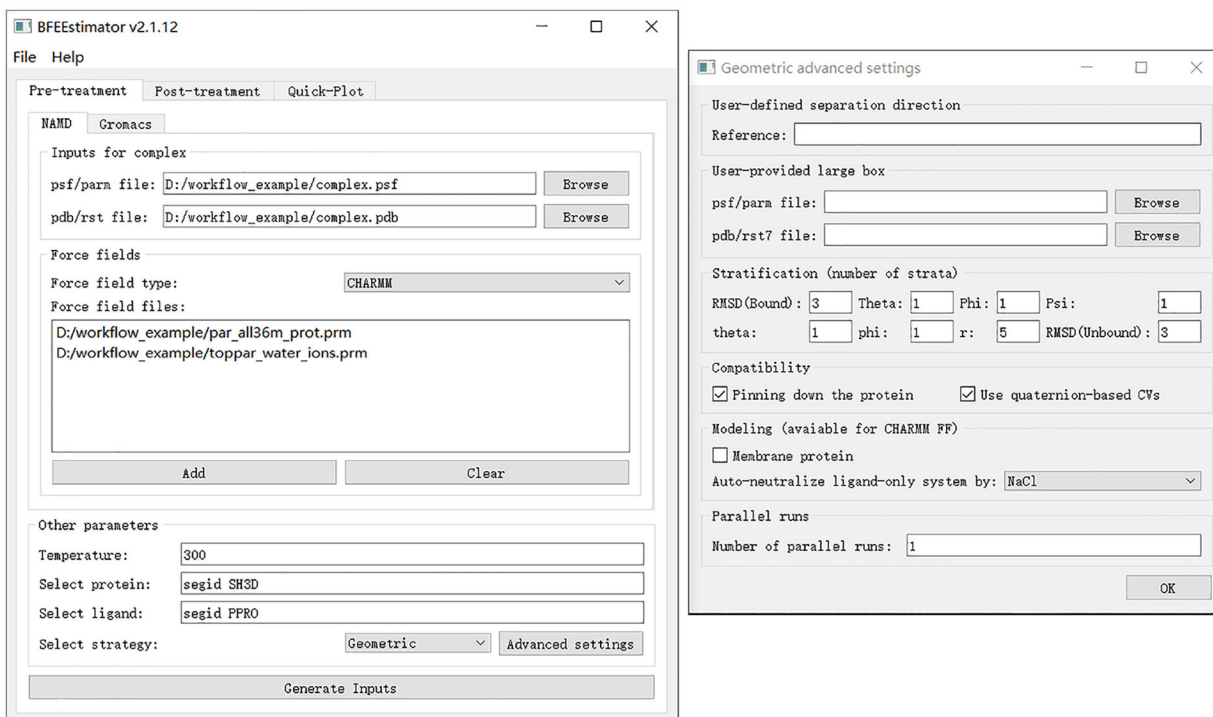 BFEEstimator v2.1.12
File Help
Pre-treatment Post-treatment Quick-Plot
NAMD Gromacs
Inputs for complex
psf/parm file: D:/workflow_example/complex.psf Browse
pdb/rst file: D:/workflow_example/complex.pdb Browse
Force fields
Force field type: CHARMM
Force field files:
D:/workflow_example/par_all36m_prot.prm
D:/workflow_example/toppar_water_ions.prm
Add Clear
Other parameters
Temperature: 300
Select protein: segid SH3D
Select ligand: segid PPRO
Select strategy: Geometric Advanced settings
Generate Inputs
Geometric advanced settings
User-defined separation direction
Reference:
User-provided large box
psf/parm file: Browse
pdb/rst7 file: Browse
Stratification (number of strata)
RMSD(Bound): 3 Theta: 1 Phi: 1 Psi: 1
theta: 1 phi: 1 r: 5 RMSD(Unbound): 3
Compatibility
Pinning down the protein Use quaternion-based CVs
Modeling (avaiable for CHARMM FF)
Membrane protein
Auto-neutralize ligand-only system by: NaCl
Parallel runs
Number of parallel runs: 1
OK